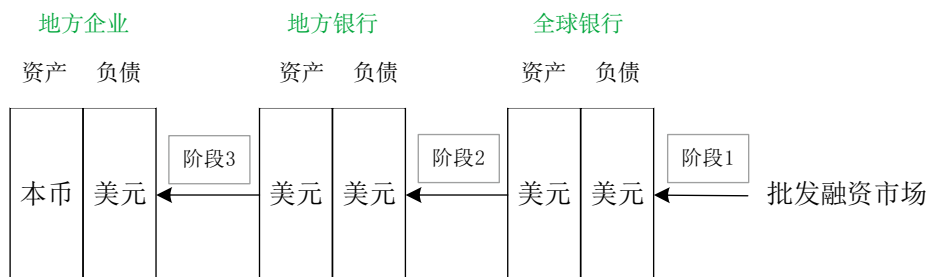 地方企业 地方银行 全球银行
资产 负债 资产 负债 资产 负债
阶段3 阶段2 阶段1
本币 美元 美元 美元 美元 美元 批发融资市场